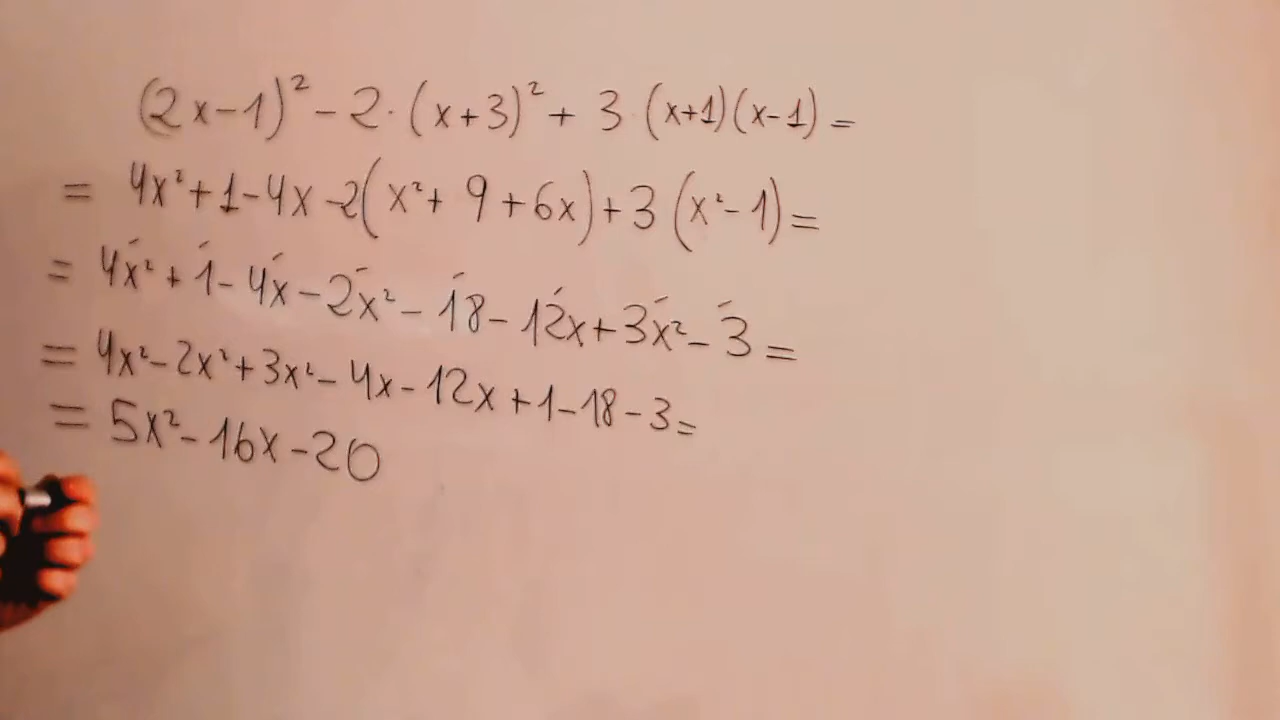 (2x-1)² - 2·(x+3)² + 3·(x+1)(x-1) =
= 4x² + 1 - 4x - 2(x² + 9 + 6x) + 3(x² - 1) =
= 4x² + 1 - 4x - 2x² - 18 - 12x + 3x² - 3 =
= 4x² - 2x² + 3x² - 4x - 12x + 1 - 18 - 3 =
= 5x² - 16x - 20